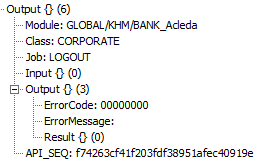 Output {} (6)
Module: GLOBAL/KHM/BANK_Acleda
Class: CORPORATE
Job: LOGOUT
Input {} (0)
Output {} (3)
ErrorCode: 00000000
ErrorMessage:
Result {} (0)
API_SEQ: f74263cf41f203fdf38951afec40919e